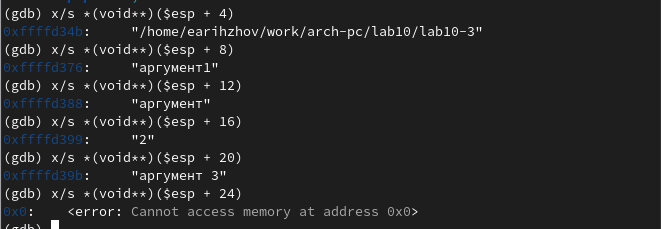 (gdb) x/s *(void**)($esp + 4)
0xffffd34b:     "/home/earihzhov/work/arch-pc/lab10/lab10-3"
(gdb) x/s *(void**)($esp + 8)
0xffffd376:     "аргумент1"
(gdb) x/s *(void**)($esp + 12)
0xffffd388:     "аргумент"
(gdb) x/s *(void**)($esp + 16)
0xffffd399:     "2"
(gdb) x/s *(void**)($esp + 20)
0xffffd39b:     "аргумент 3"
(gdb) x/s *(void**)($esp + 24)
0x0:    <error: Cannot access memory at address 0x0>
(gdb)